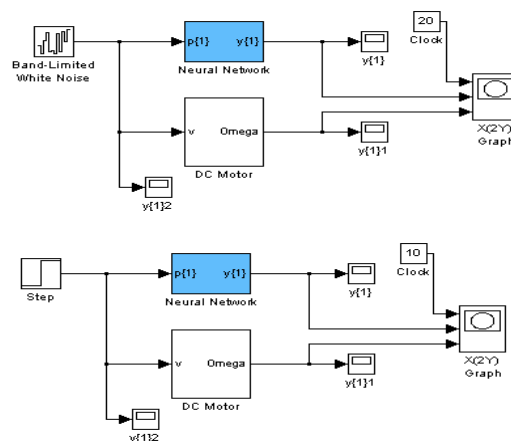 20
Clock
p{1} y{1}
Neural Network
Band-Limited
White Noise
y{1}
X(2Y)
Graph
v Omega
DC Motor
y{1}1
y{1}2
10
Clock
p{1} y{1}
Neural Network
Step
y{1}
X(2Y)
Graph
v Omega
DC Motor
y{1}1
y{1}2